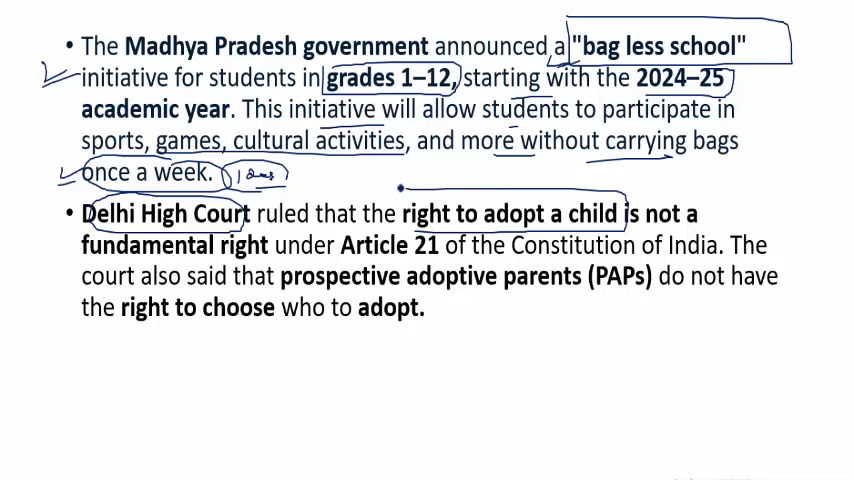 • The Madhya Pradesh government announced a "bag less school"
initiative for students in grades 1–12, starting with the 2024–25
academic year. This initiative will allow students to participate in
sports, games, cultural activities, and more without carrying bags
once a week.
• Delhi High Court ruled that the right to adopt a child is not a
fundamental right under Article 21 of the Constitution of India. The
court also said that prospective adoptive parents (PAPs) do not have
the right to choose who to adopt.